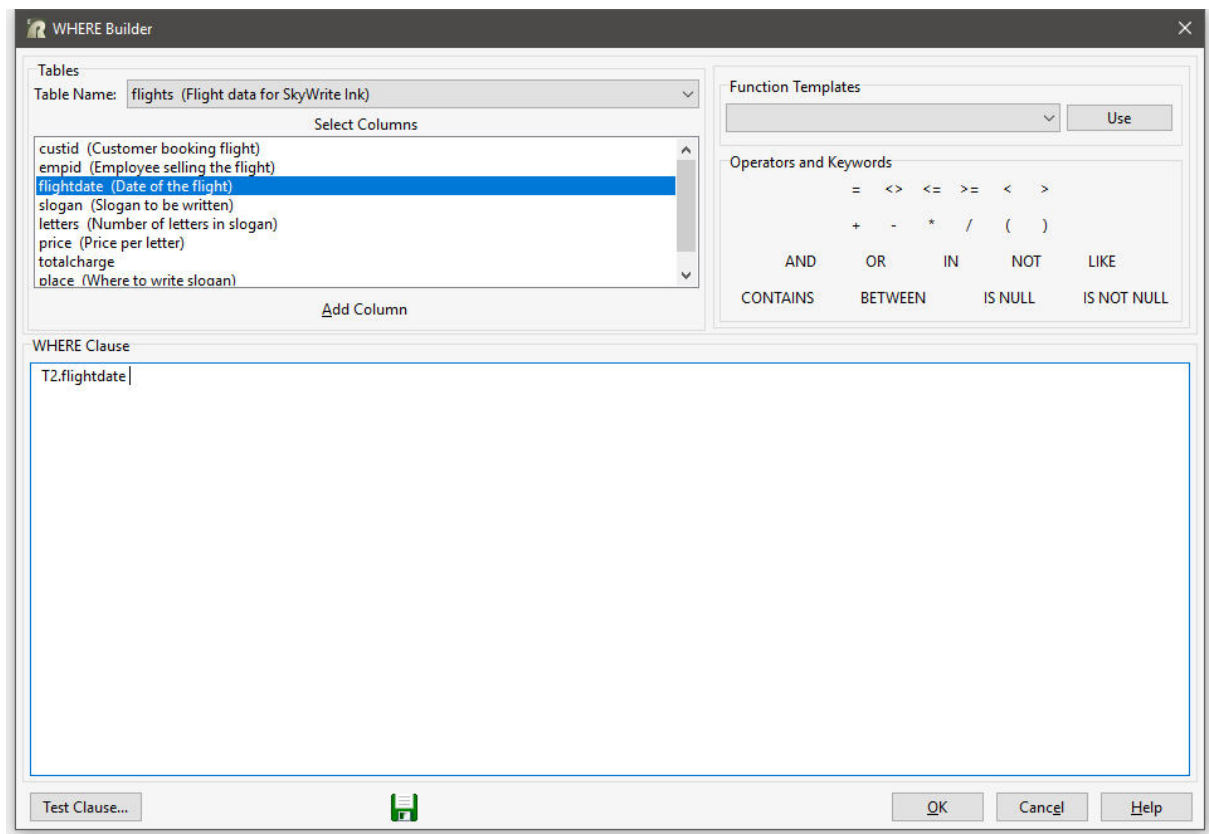 WHERE Builder
Tables
Table Name: flights (Flight data for SkyWrite Ink)
Select Columns
custid (Customer booking flight)
empid (Employee selling the flight)
flightdate (Date of the flight)
slogan (Slogan to be written)
letters (Number of letters in slogan)
price (Price per letter)
totalcharge
place (Where to write slogan)
Add Column
Function Templates
Use
Operators and Keywords
= <> <= >= < >
+ - * / ( )
AND OR IN NOT LIKE
CONTAINS BETWEEN IS NULL IS NOT NULL
WHERE Clause
T2.flightdate
Test Clause... OK Cancel Help